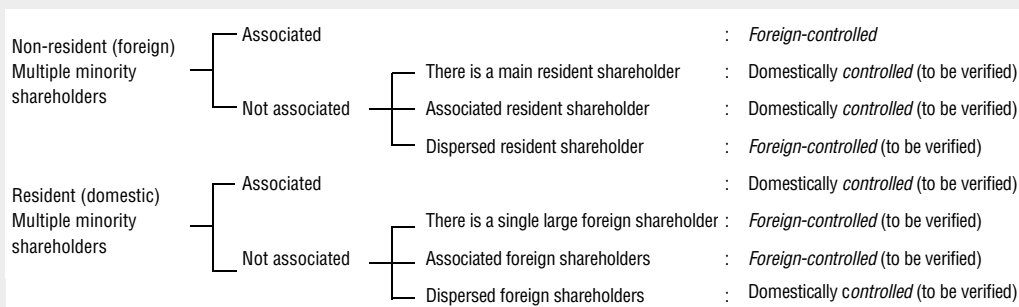 Non-resident (foreign)
Multiple minority
shareholders
Associated : Foreign-controlled
Not associated
There is a main resident shareholder : Domestically controlled (to be verified)
Associated resident shareholder : Domestically controlled (to be verified)
Dispersed resident shareholder : Foreign-controlled (to be verified)
Resident (domestic)
Multiple minority
shareholders
Associated : Domestically controlled (to be verified)
Not associated
There is a single large foreign shareholder : Foreign-controlled (to be verified)
Associated foreign shareholders : Foreign-controlled (to be verified)
Dispersed foreign shareholders : Domestically controlled (to be verified)